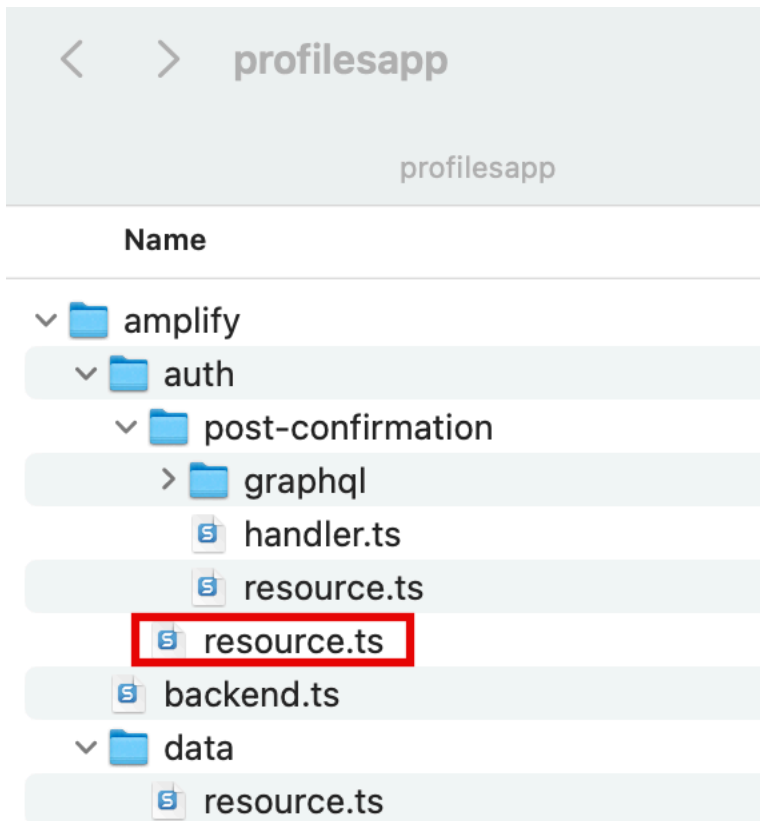 profilesapp
profilesapp
Name
amplify
auth
post-confirmation
graphql
handler.ts
resource.ts
resource.ts
backend.ts
data
resource.ts